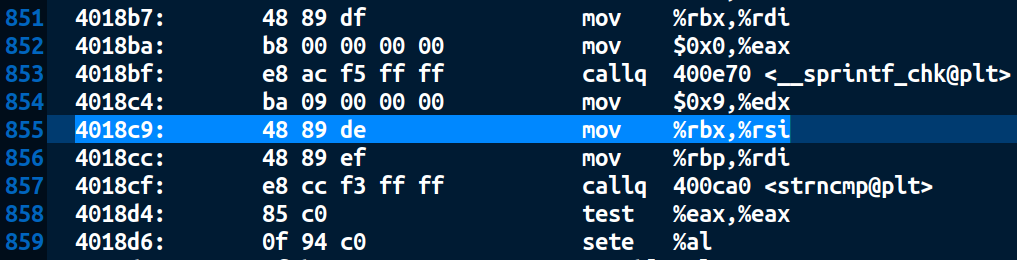 851 4018b7: 48 89 df mov %rbx,%rdi
852 4018ba: b8 00 00 00 00 mov $0x0,%eax
853 4018bf: e8 ac f5 ff ff callq 400e70 <__sprintf_chk@plt>
854 4018c4: ba 09 00 00 00 mov $0x9,%edx
855 4018c9: 48 89 de mov %rbx,%rsi
856 4018cc: 48 89 ef mov %rbp,%rdi
857 4018cf: e8 cc f3 ff ff callq 400ca0 <strncmp@plt>
858 4018d4: 85 c0 test %eax,%eax
859 4018d6: 0f 94 c0 sete %al